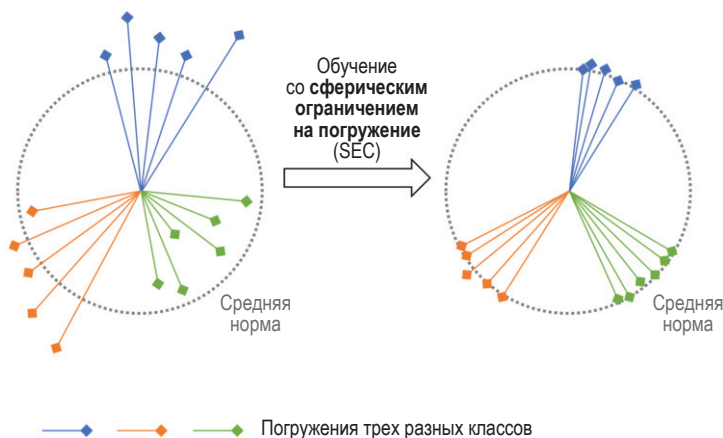 Обучение
со сферическим
ограничением
на погружение
(SEC)
Средняя
норма
Средняя
норма
Погружения трех разных классов